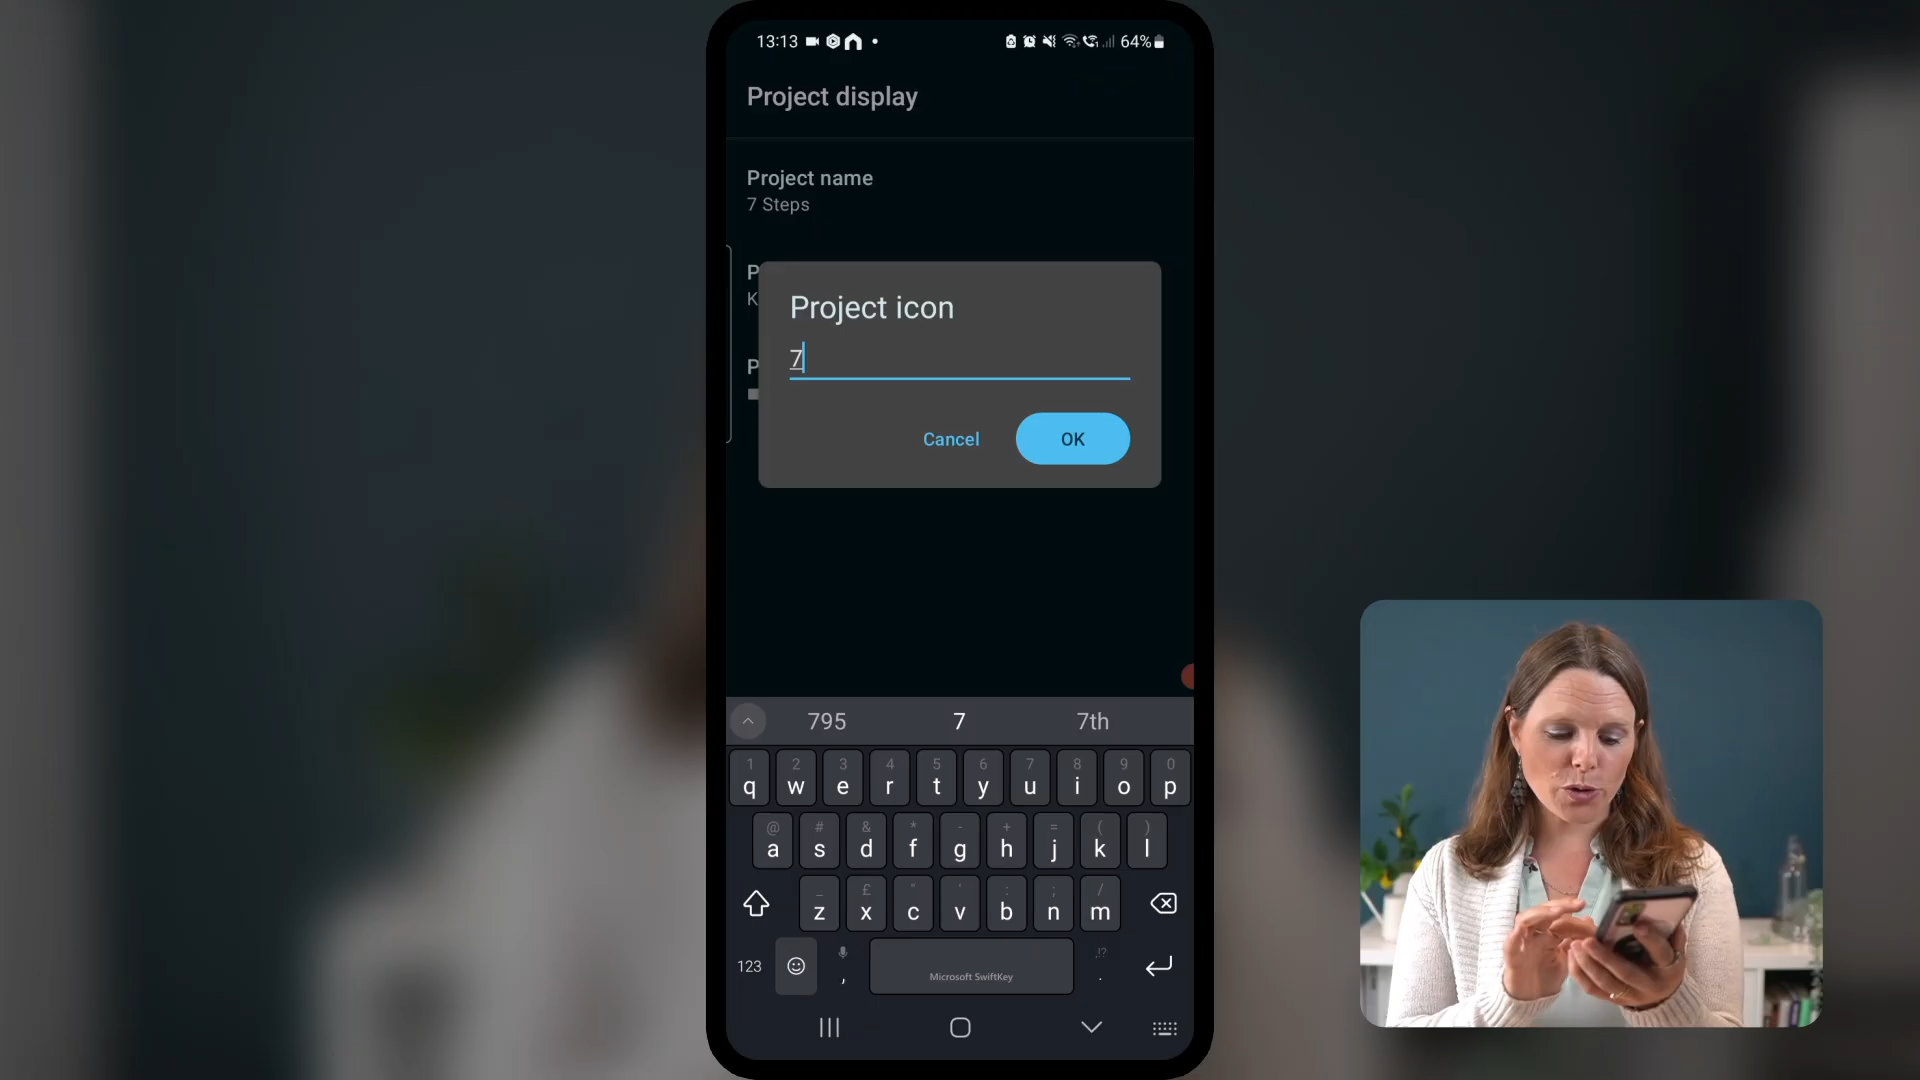 13:13
64%
Project display
Project name
7 Steps
P
K
P
Project icon
7
Cancel
OK
795 7 7th
1 2 3 4 5 6 7 8 9 0
q w e r t y u i o p
@ # & * - + = ( )
a s d f g h j k l
_ £ " ' : ; /
z x c v b n m
123 , Microsoft SwiftKey ,!? .